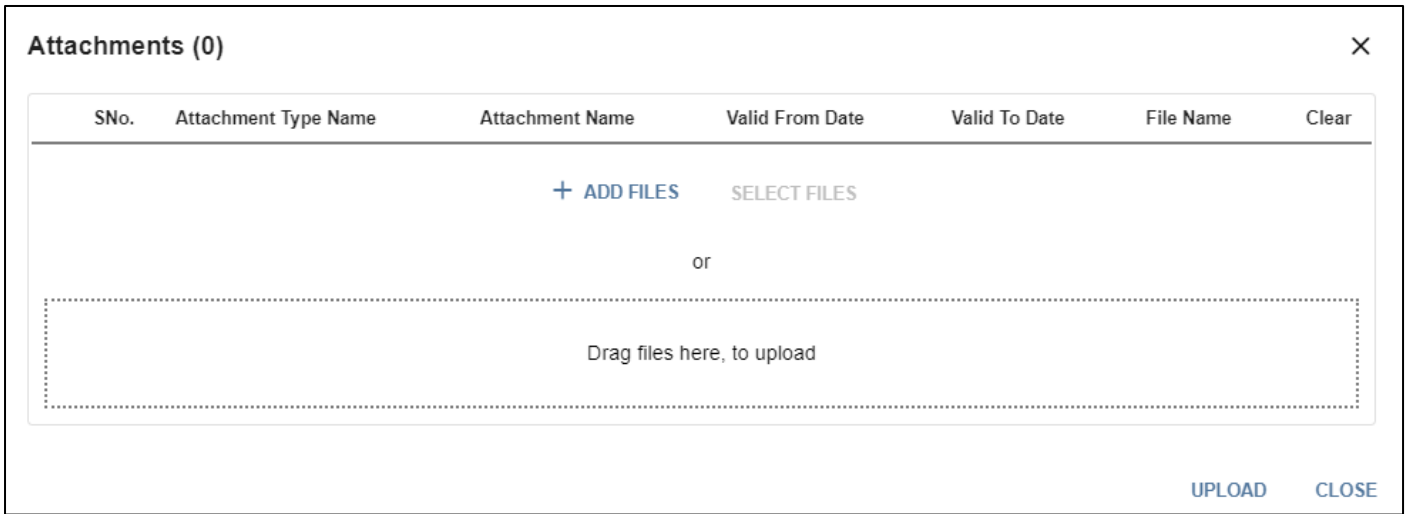 Attachments (0)
SNo. Attachment Type Name Attachment Name Valid From Date Valid To Date File Name Clear
+ ADD FILES SELECT FILES
or
Drag files here, to upload
UPLOAD CLOSE